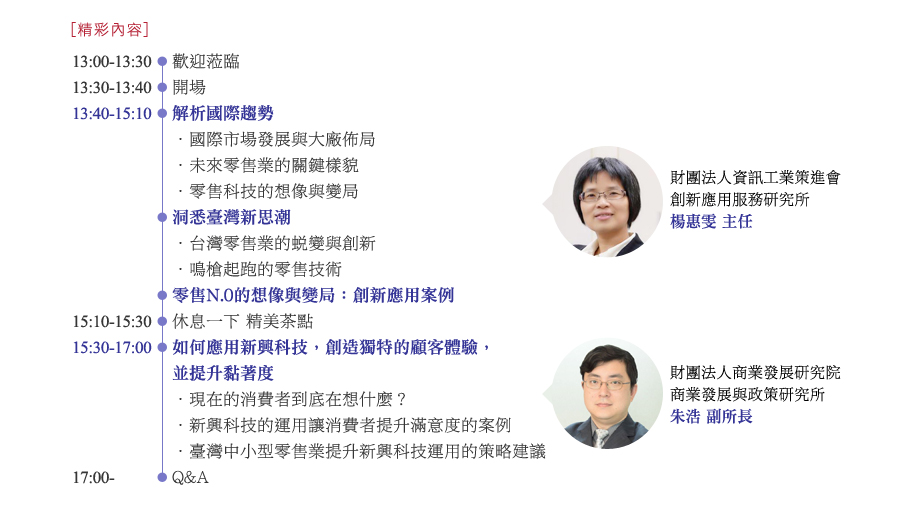 [精彩內容]
13:00-13:30 歡迎蒞臨
13:30-13:40 開場
13:40-15:10 解析國際趨勢
．國際市場發展與大廠佈局
．未來零售業的關鍵樣貌
．零售科技的想像與變局
洞悉臺灣新思潮
．台灣零售業的蛻變與創新
．鳴槍起跑的零售技術
零售N.0的想像與變局：創新應用案例
財團法人資訊工業策進會
創新應用服務研究所
楊惠雯 主任
15:10-15:30 休息一下 精美茶點
15:30-17:00 如何應用新興科技，創造獨特的顧客體驗，
並提升黏著度
．現在的消費者到底在想什麼？
．新興科技的運用讓消費者提升滿意度的案例
．臺灣中小型零售業提升新興科技運用的策略建議
財團法人商業發展研究院
商業發展與政策研究所
朱浩 副所長
17:00- Q&A